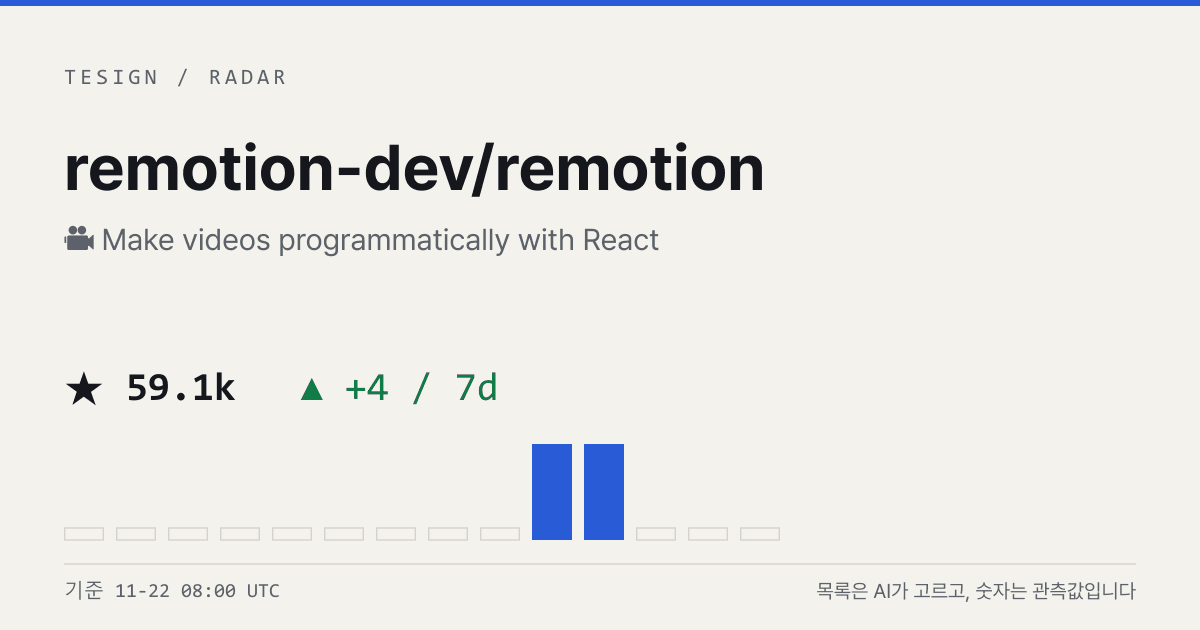 TESIGN / RADAR
remotion-dev/remotion
🎥 Make videos programmatically with React
★ 59.1k ▲ +4 / 7d
기준 11-22 08:00 UTC
목록은 AI가 고르고, 숫자는 관측값입니다